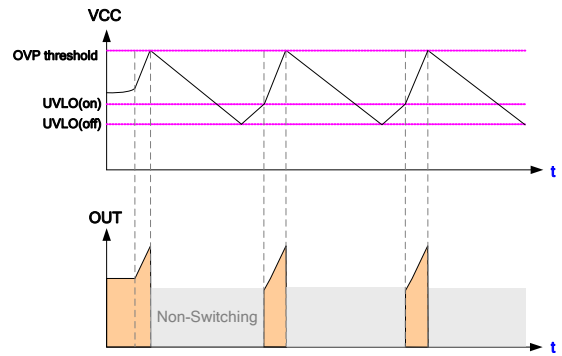 VCC
OVP threshold
UVLO(on)
UVLO(off)
t
OUT
Non-Switching
t